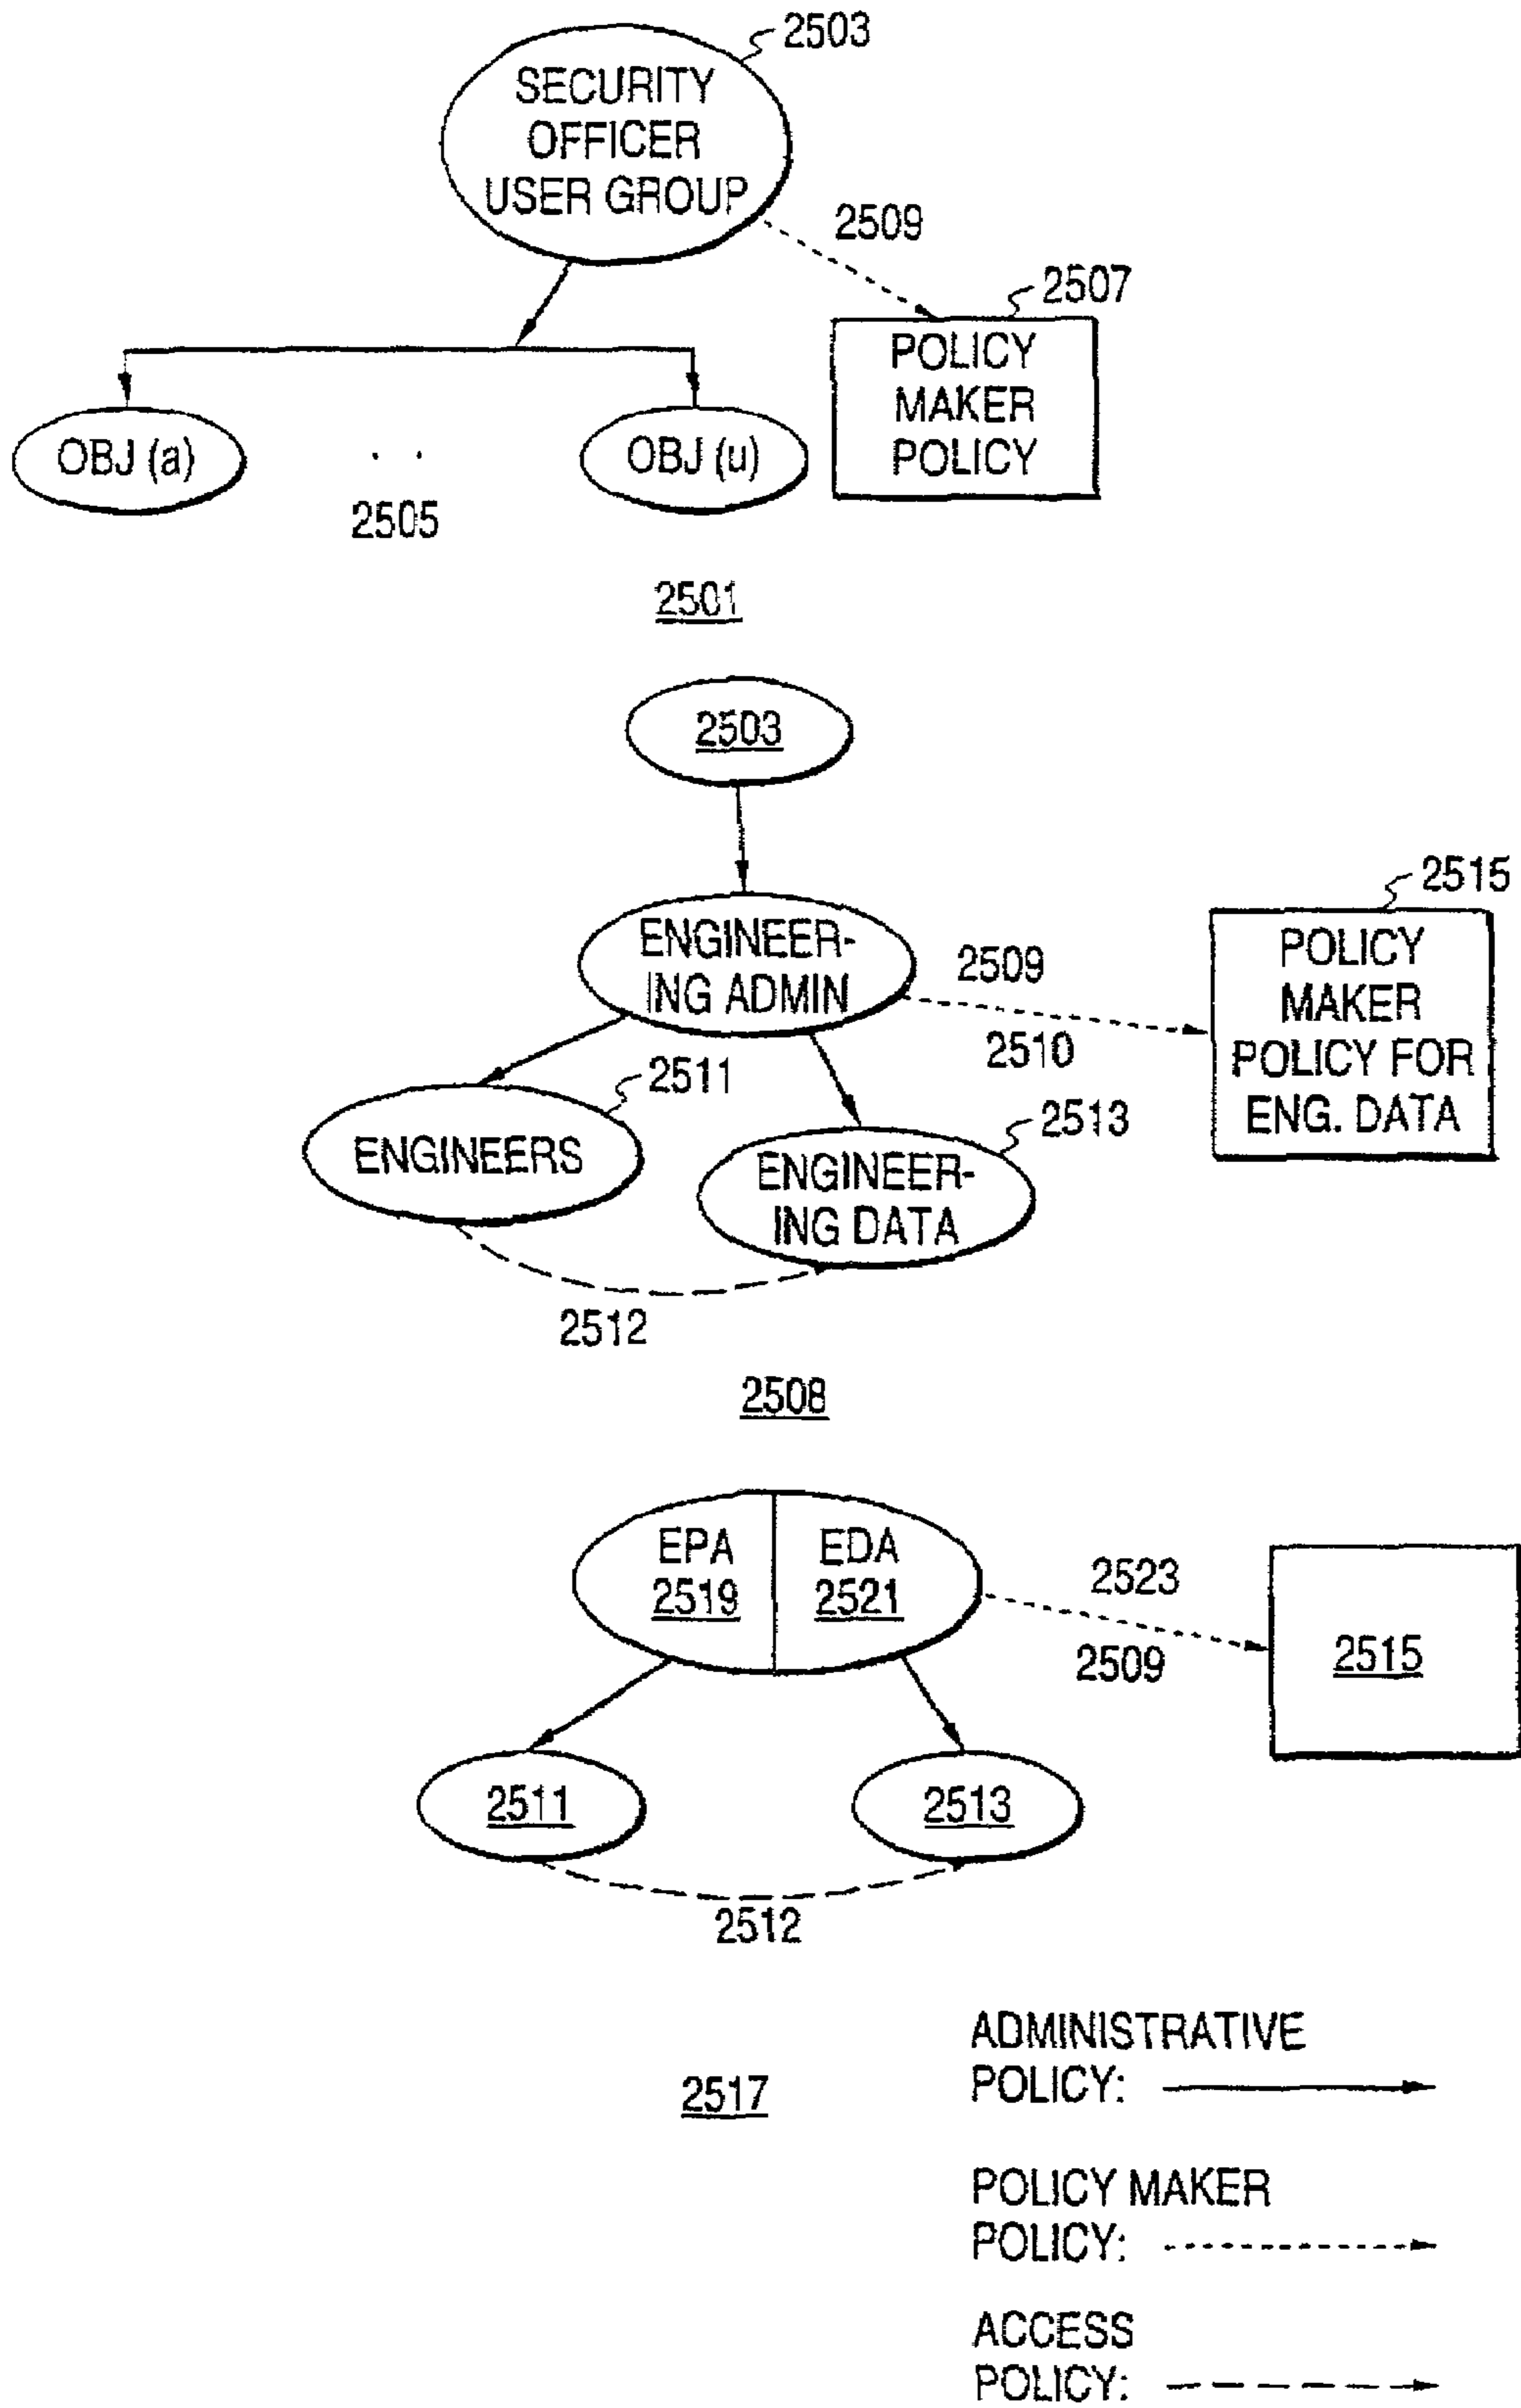 2503
SECURITY
OFFICER
USER GROUP
2509
2507
POLICY
MAKER
POLICY
OBJ (a)
. .
OBJ (u)
2505
2501
2503
ENGINEER-
ING ADMIN
2509
2510
2515
POLICY
MAKER
POLICY FOR
ENG. DATA
2511
ENGINEERS
2513
ENGINEER-
ING DATA
2512
2508
EPA
2519
EDA
2521
2523
2509
2515
2511
2513
2512
2517
ADMINISTRATIVE
POLICY:
POLICY MAKER
POLICY:
ACCESS
POLICY: